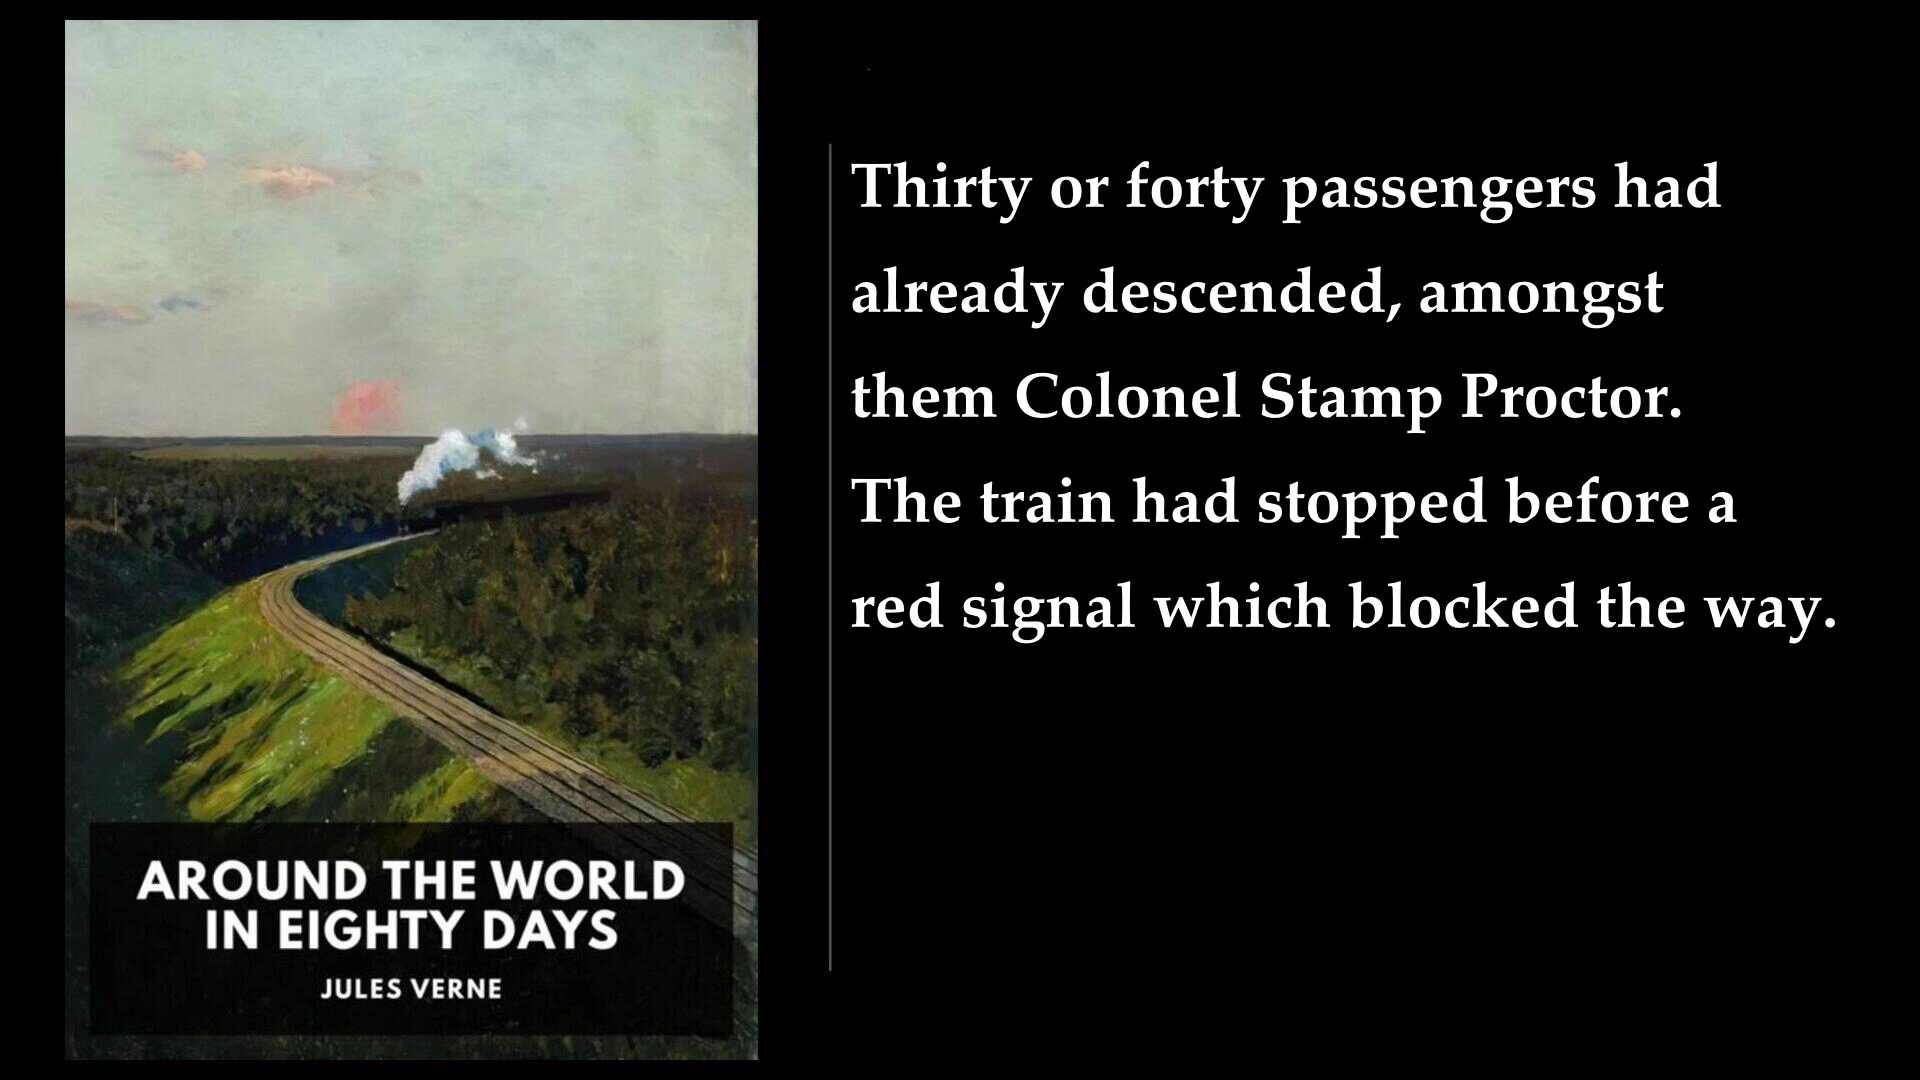 Thirty or forty passengers had
already descended, amongst
them Colonel Stamp Proctor.
The train had stopped before a
red signal which blocked the way.
AROUND THE WORLD
IN EIGHTY DAYS
JULES VERNE